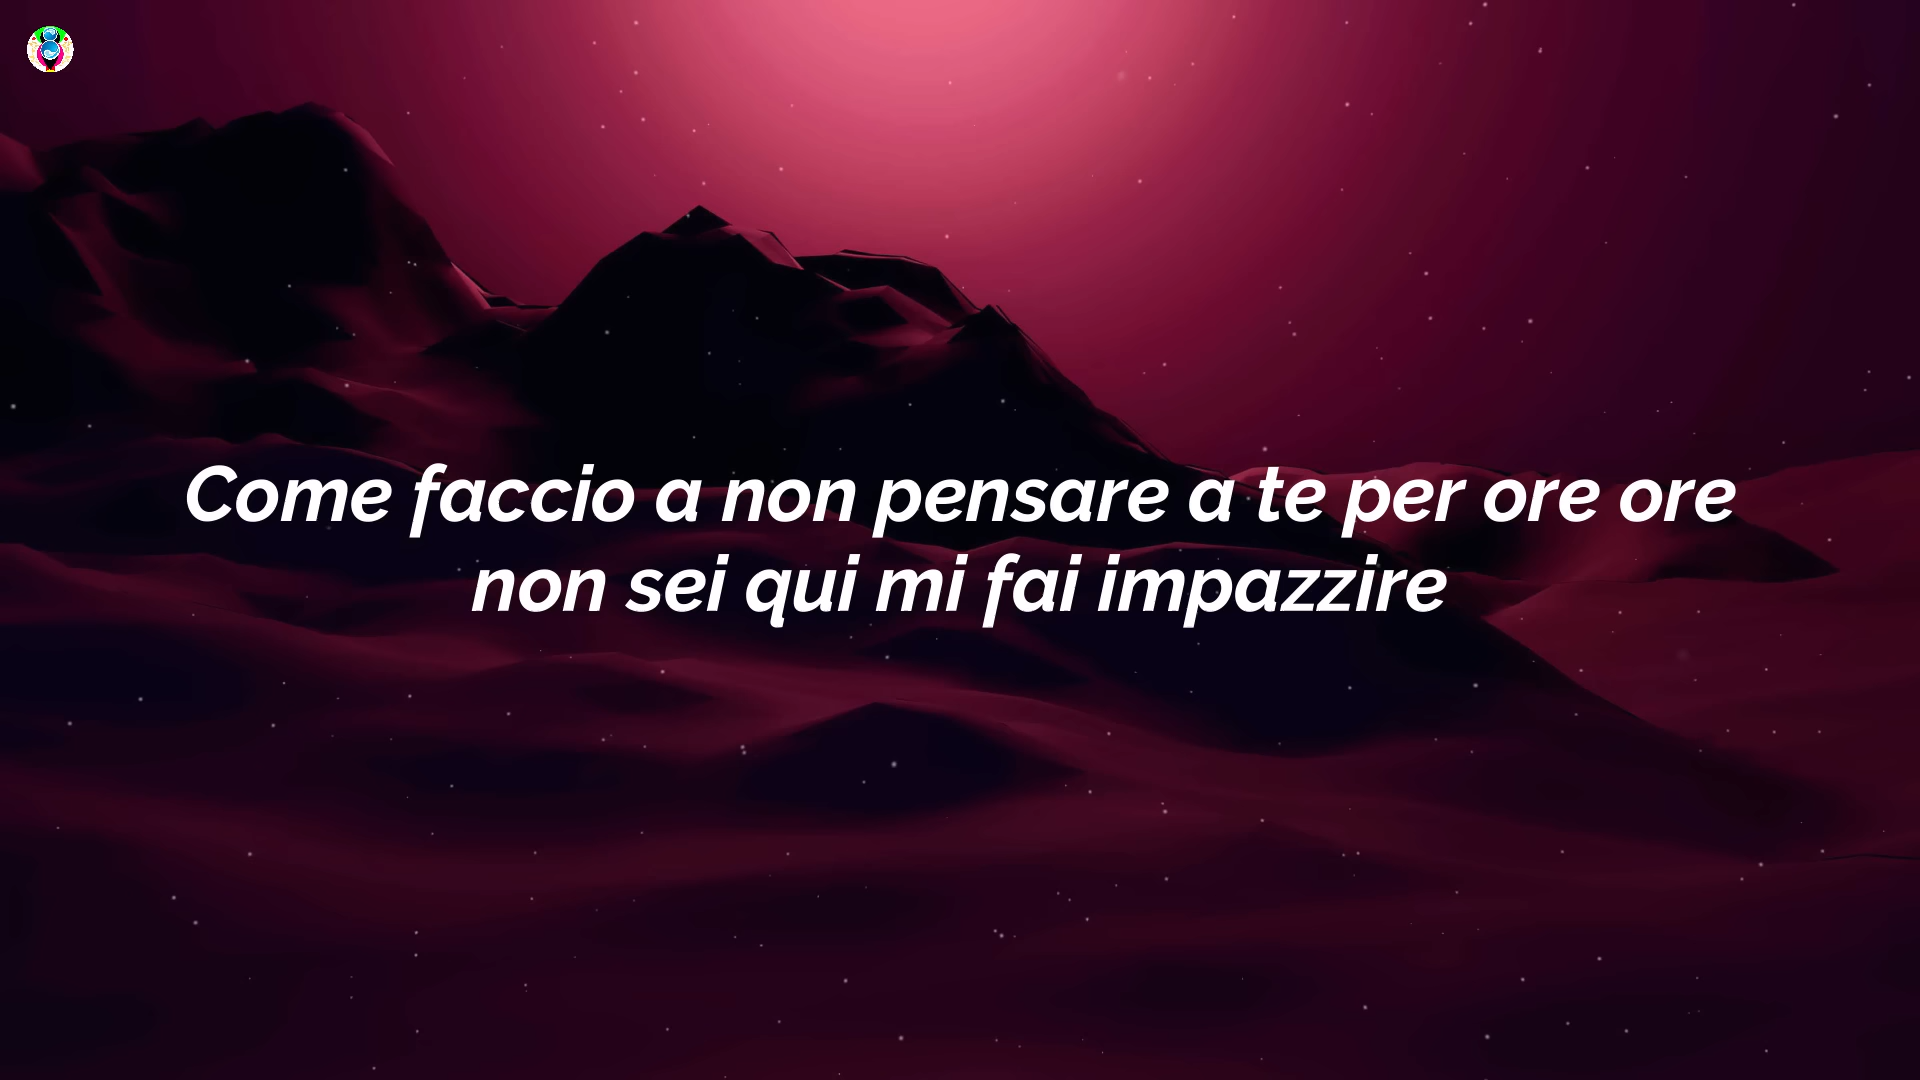 Come faccio a non pensare a te per ore ore
non sei qui mi fai impazzire